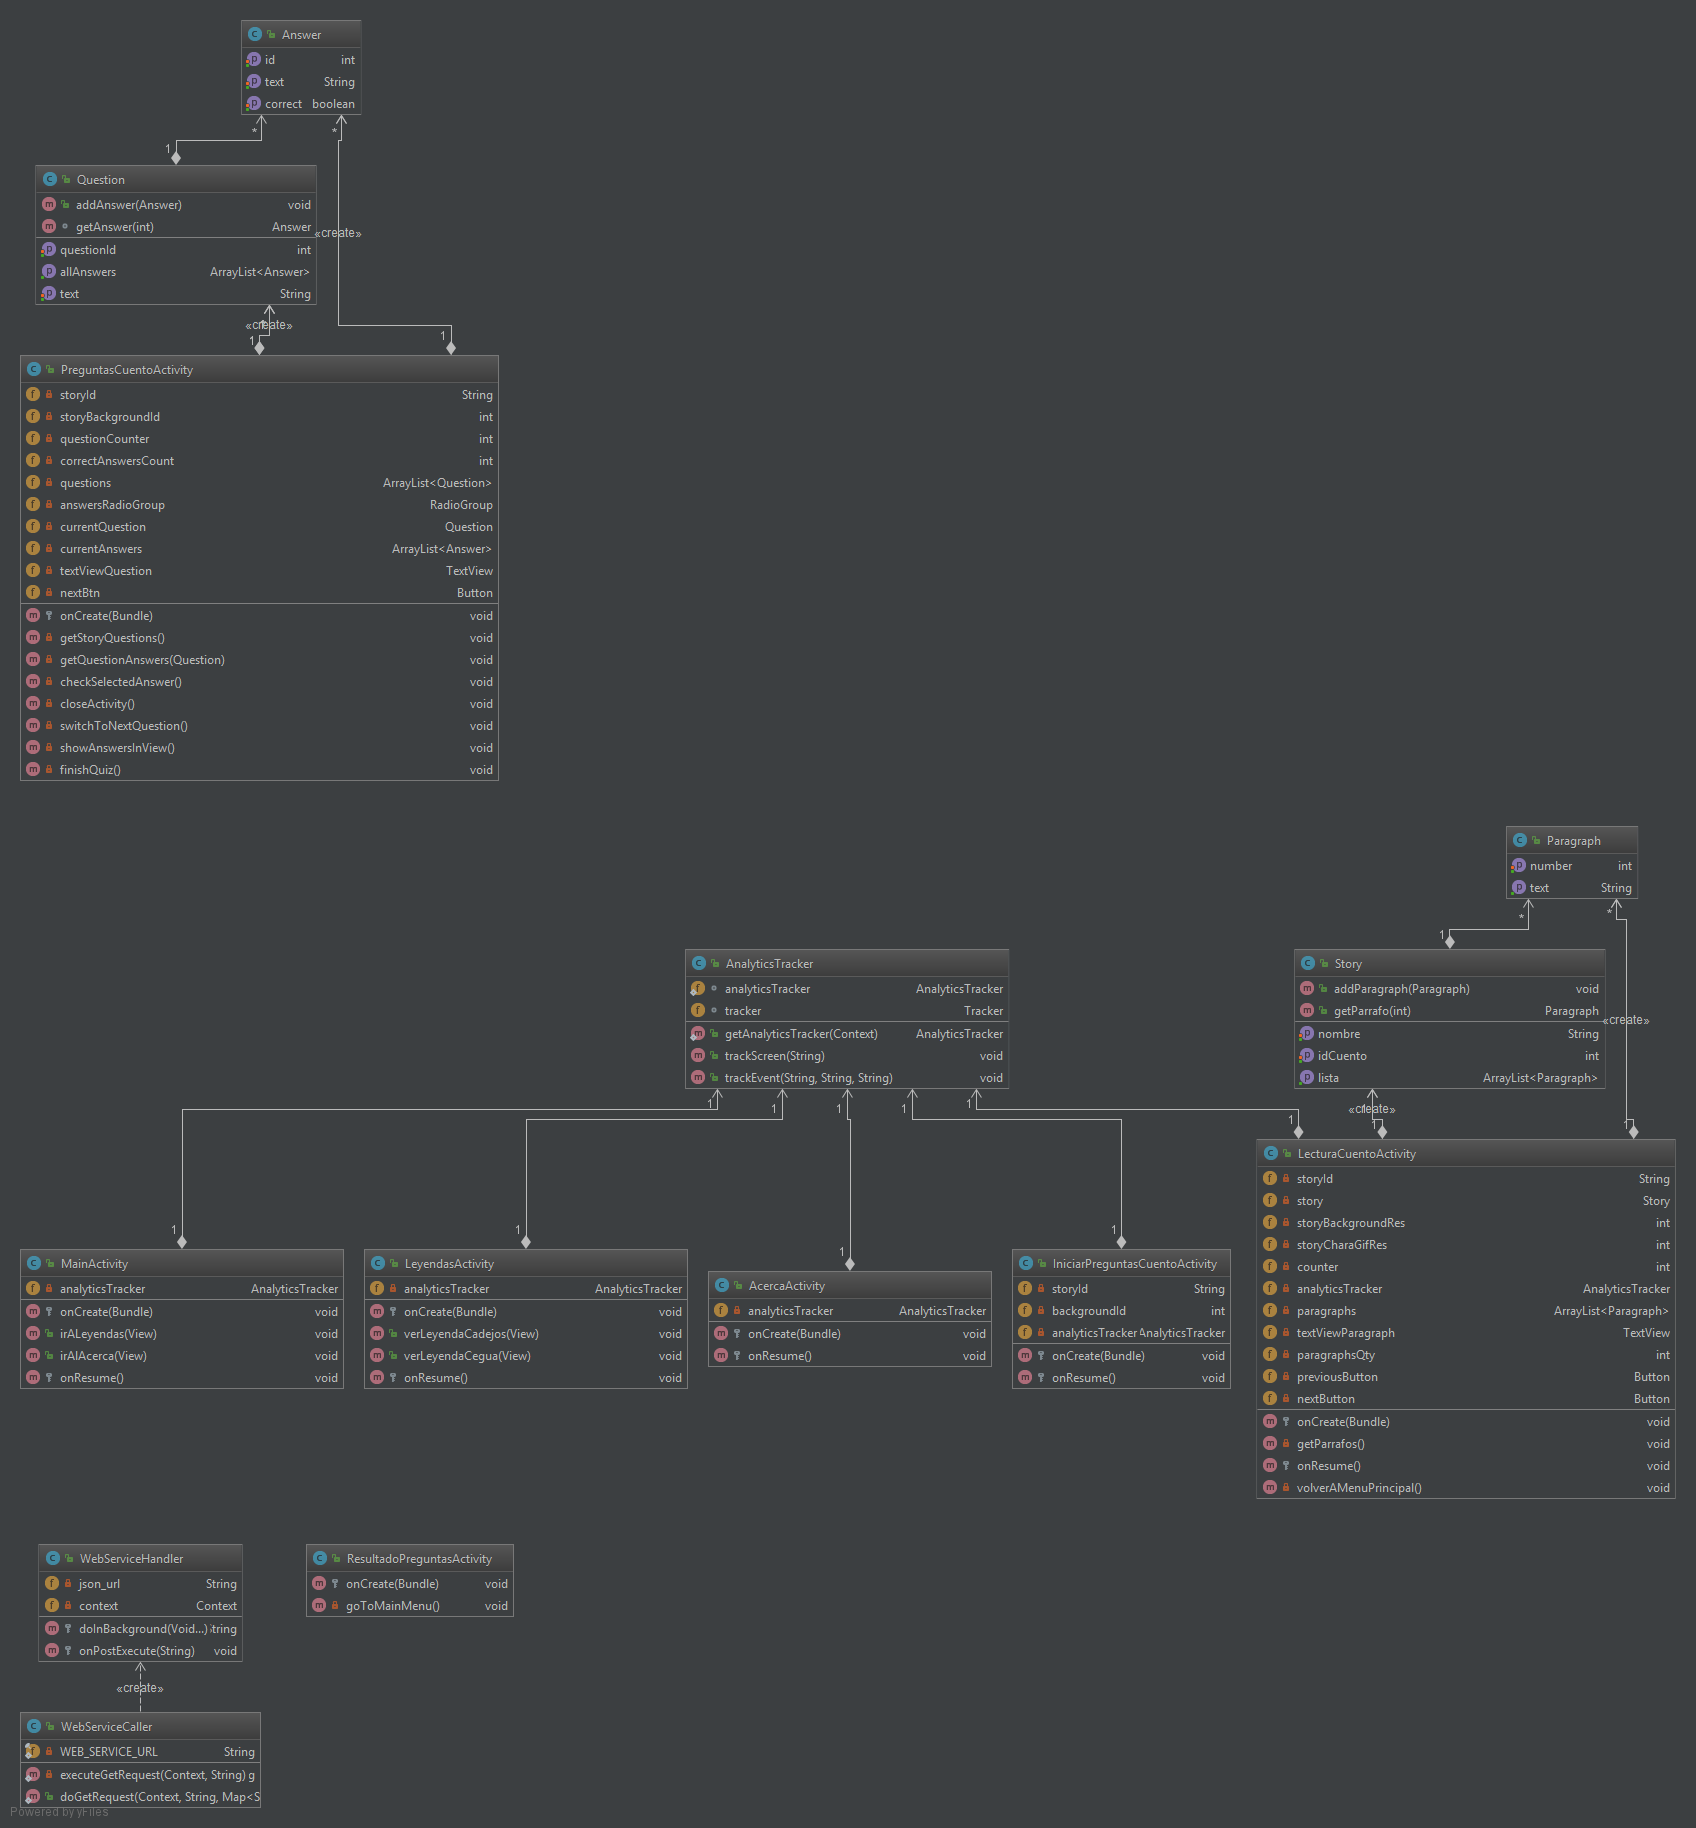 Answer
id int
text String
correct boolean
* *
1
Question
addAnswer(Answer) void
getAnswer(int) Answer
«create»
questionId int
allAnswers ArrayList<Answer>
text String
«create»
1 1
PreguntasCuentoActivity
storyId String
storyBackgroundId int
questionCounter int
correctAnswersCount int
questions ArrayList<Question>
answersRadioGroup RadioGroup
currentQuestion Question
currentAnswers ArrayList<Answer>
textViewQuestion TextView
nextBtn Button
onCreate(Bundle) void
getStoryQuestions() void
getQuestionAnswers(Question) void
checkSelectedAnswer() void
closeActivity() void
switchToNextQuestion() void
showAnswersInView() void
finishQuiz() void
Paragraph
number int
text String
* *
1
AnalyticsTracker
analyticsTracker AnalyticsTracker
tracker Tracker
getAnalyticsTracker(Context) AnalyticsTracker
trackScreen(String) void
trackEvent(String, String, String) void
1 1 1 1 1
Story
addParagraph(Paragraph) void
getParrafo(int) Paragraph
«create»
nombre String
idCuento int
lista ArrayList<Paragraph>
«create»
1 1 1
LecturaCuentoActivity
storyId String
story Story
storyBackgroundRes int
storyCharaGifRes int
counter int
analyticsTracker AnalyticsTracker
paragraphs ArrayList<Paragraph>
textViewParagraph TextView
paragraphsQty int
previousButton Button
nextButton Button
onCreate(Bundle) void
getParrafos() void
onResume() void
volverAMenuPrincipal() void
1 1 1 1
MainActivity
analyticsTracker AnalyticsTracker
onCreate(Bundle) void
irALeyendas(View) void
irAlAcerca(View) void
onResume() void
LeyendasActivity
analyticsTracker AnalyticsTracker
onCreate(Bundle) void
verLeyendaCadejos(View) void
verLeyendaCegua(View) void
onResume() void
AcercaActivity
analyticsTracker AnalyticsTracker
onCreate(Bundle) void
onResume() void
IniciarPreguntasCuentoActivity
storyId String
backgroundId int
analyticsTracker AnalyticsTracker
onCreate(Bundle) void
onResume() void
WebServiceHandler
json_url String
context Context
doInBackground(Void...) String
onPostExecute(String) void
«create»
ResultadoPreguntasActivity
onCreate(Bundle) void
goToMainMenu() void
WebServiceCaller
WEB_SERVICE_URL String
executeGetRequest(Context, String) g
doGetRequest(Context, String, Map<S
Powered by yFiles